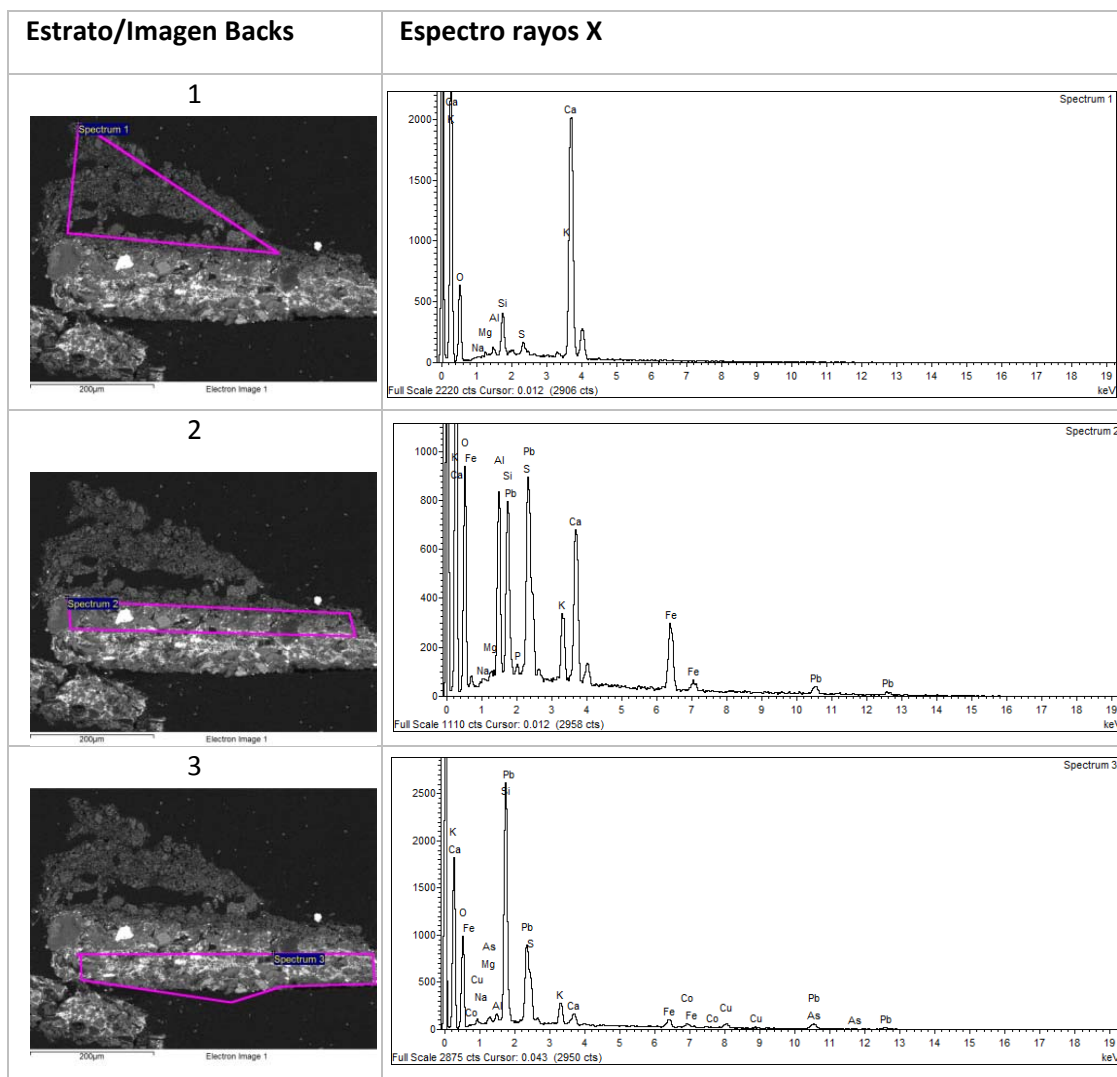 Estrato/Imagen Backs
Espectro rayos X
1
Spectrum 1
200µm
Electron Image 1
Spectrum 1
2000
1500
1000
500
0
Ca
K
O
Na
Mg
Al
Si
S
K
Ca
0 1 2 3 4 5 6 7 8 9 10 11 12 13 14 15 16 17 18 19
Full Scale 2220 cts Cursor: 0.012 (2906 cts)
keV
2
Spectrum 2
200µm
Electron Image 1
Spectrum 2
1000
800
600
400
200
0
K
Ca
O
Fe
Na
Mg
Al
Si
Pb
P
Pb
S
K
Ca
Fe
Fe
Pb
Pb
0 1 2 3 4 5 6 7 8 9 10 11 12 13 14 15 16 17 18 19
Full Scale 1110 cts Cursor: 0.012 (2958 cts)
keV
3
Spectrum 3
200µm
Electron Image 1
Spectrum 3
2500
2000
1500
1000
500
0
K
Ca
O
Fe
Co
Cu
Na
As
Mg
Al
Pb
Si
Pb
S
K
Ca
Fe
Co
Fe
Co
Cu
Cu
Pb
As
As
Pb
0 1 2 3 4 5 6 7 8 9 10 11 12 13 14 15 16 17 18 19
Full Scale 2875 cts Cursor: 0.043 (2950 cts)
keV